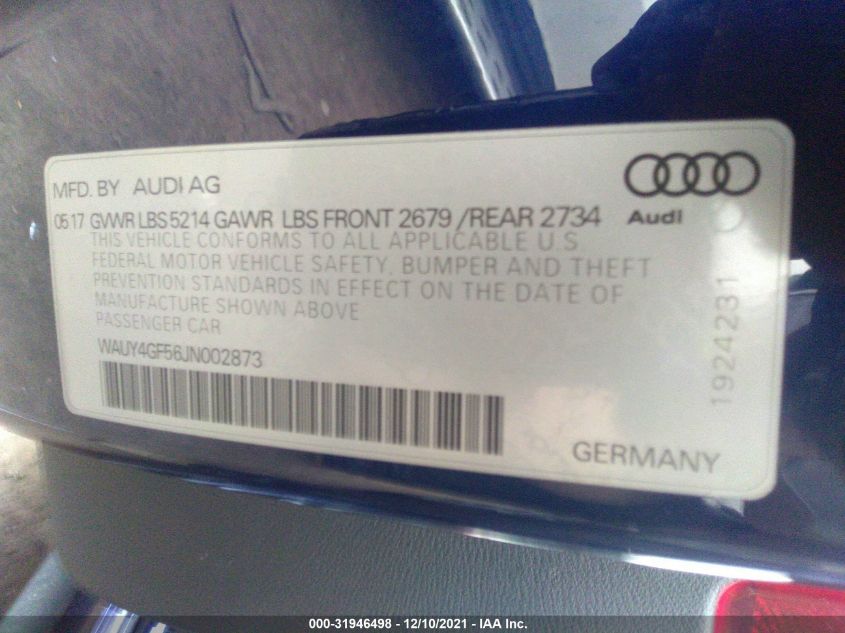 MFD. BY AUDI AG
Audi
05 17 GVWR LBS 5214 GAWR LBS FRONT 2679 /REAR 2734
THIS VEHICLE CONFORMS TO ALL APPLICABLE U.S.
FEDERAL MOTOR VEHICLE SAFETY, BUMPER AND THEFT
PREVENTION STANDARDS IN EFFECT ON THE DATE OF
MANUFACTURE SHOWN ABOVE
PASSENGER CAR
WAUY4GF56JN002873
1924231
GERMANY
000-31946498 - 12/10/2021 - IAA Inc.